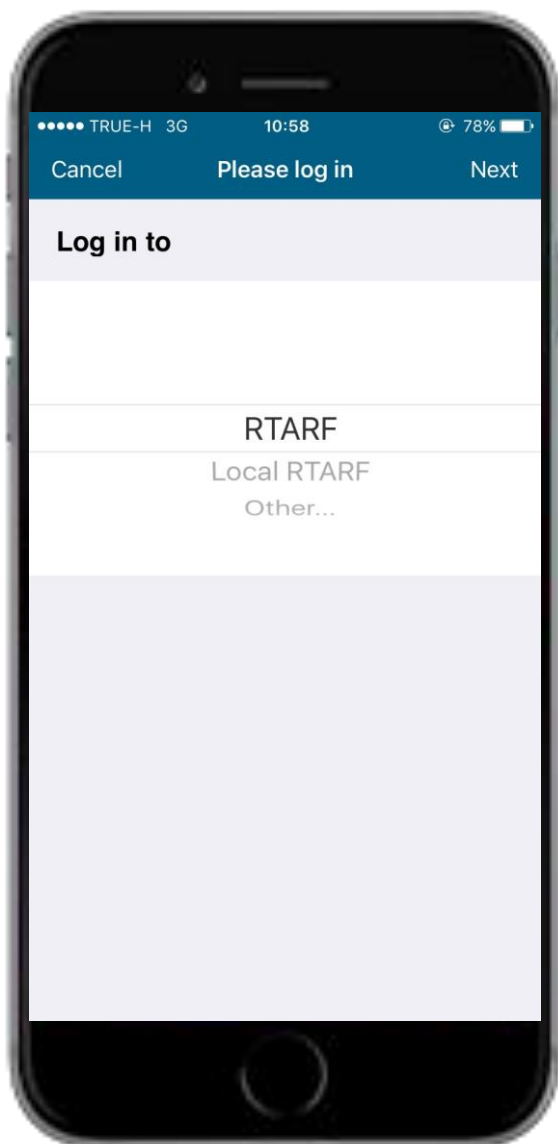 ●●●●● TRUE-H 3G 10:58 78%
Cancel Please log in Next
Log in to
RTARF
Local RTARF
Other...